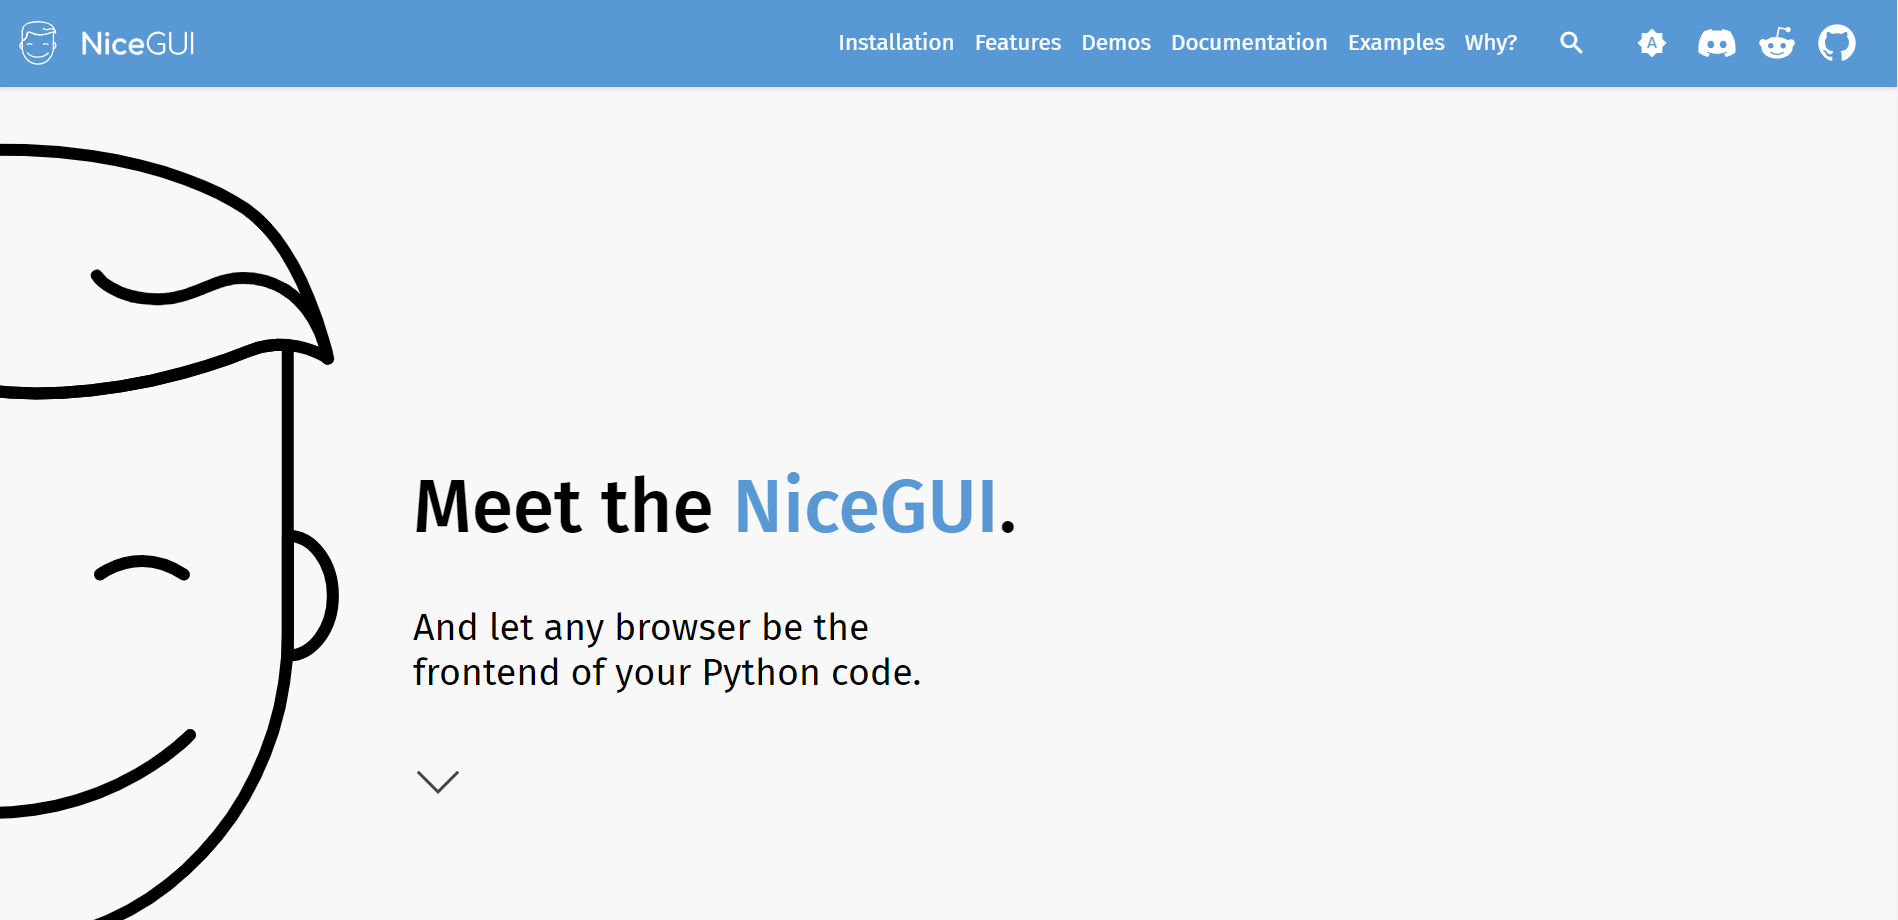 NiceGUI
Installation Features Demos Documentation Examples Why?
A
Meet the NiceGUI.
And let any browser be the
frontend of your Python code.